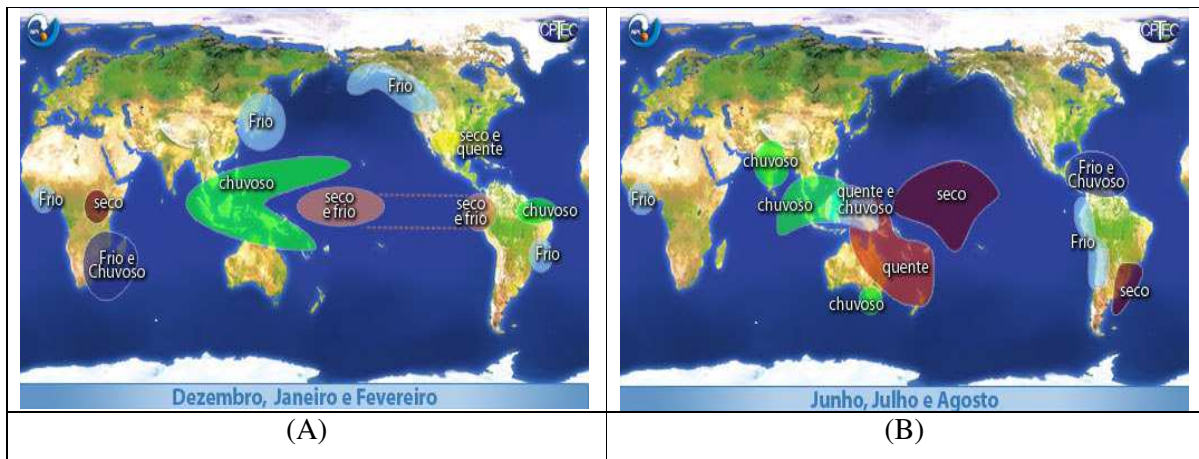 CPTEC
Frio
Frio
seco e
quente
chuvoso
Frio
seco
seco
e frio
seco
e frio
chuvoso
Frio e
Chuvoso
Frio
Dezembro, Janeiro e Fevereiro
(A)
CPTEC
chuvoso
Frio e
Chuvoso
Frio
chuvoso
quente e
chuvoso
seco
Frio
quente
seco
chuvoso
Junho, Julho e Agosto
(B)